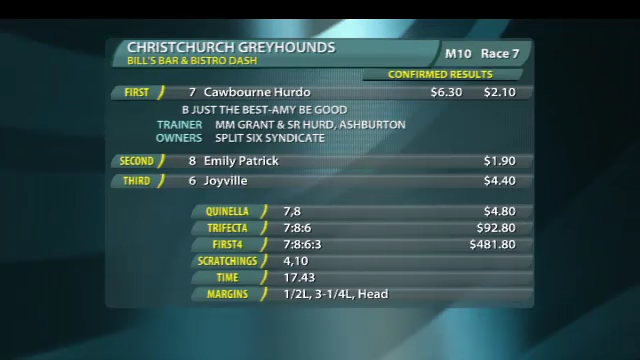 CHRISTCHURCH GREYHOUNDS
BILL'S BAR & BISTRO DASH
M10 Race 7
CONFIRMED RESULTS
FIRST 7 Cawbourne Hurdo $6.30 $2.10
B JUST THE BEST-AMY BE GOOD
TRAINER MM GRANT & SR HURD, ASHBURTON
OWNERS SPLIT SIX SYNDICATE
SECOND 8 Emily Patrick $1.90
THIRD 6 Joyville $4.40
QUINELLA 7,8 $4.80
TRIFECTA 7:8:6 $92.80
FIRST4 7:8:6:3 $481.80
SCRATCHINGS 4,10
TIME 17.43
MARGINS 1/2L, 3-1/4L, Head